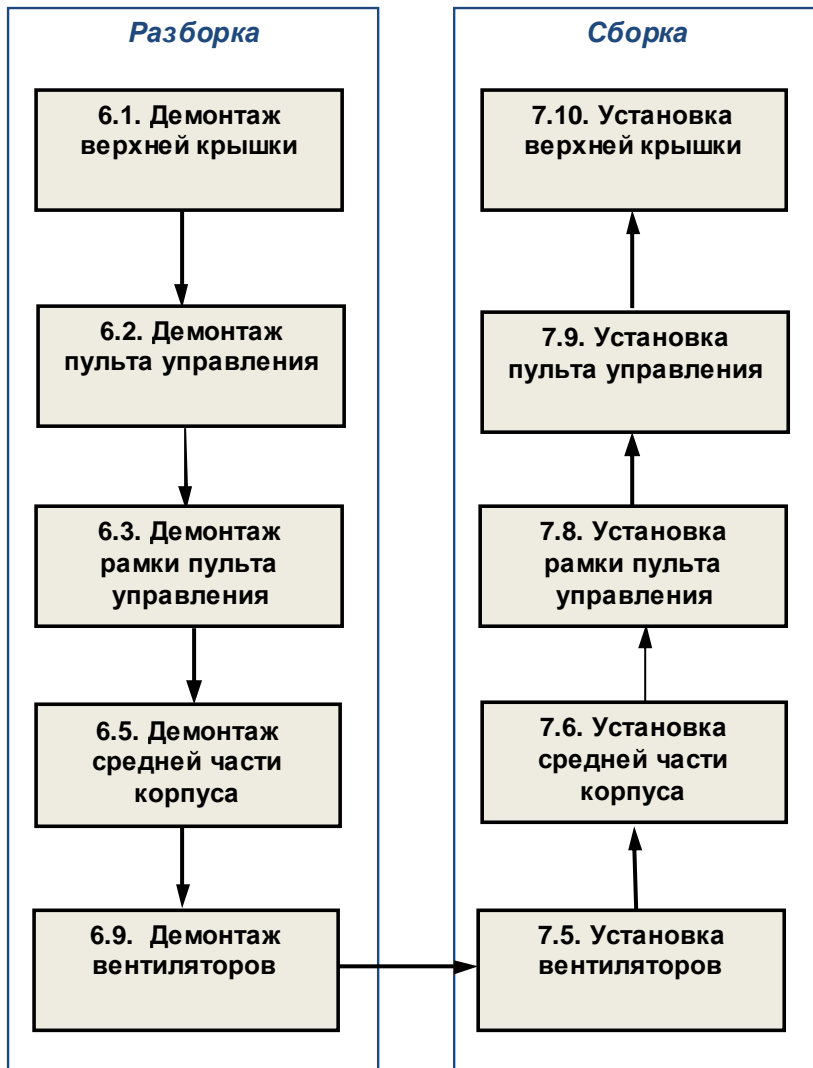 Разборка
6.1. Демонтаж
верхней крышки
6.2. Демонтаж
пульта управления
6.3. Демонтаж
рамки пульта
управления
6.5. Демонтаж
средней части
корпуса
6.9. Демонтаж
вентиляторов
Сборка
7.10. Установка
верхней крышки
7.9. Установка
пульта управления
7.8. Установка
рамки пульта
управления
7.6. Установка
средней части
корпуса
7.5. Установка
вентиляторов